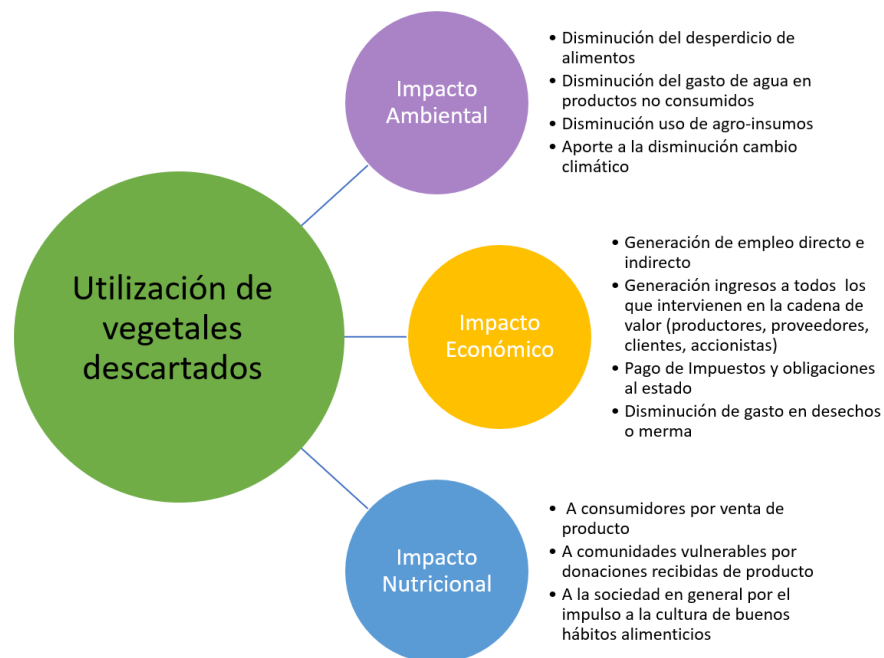 Utilización de
vegetales
descartados
Impacto
Ambiental
• Disminución del desperdicio de
alimentos
• Disminución del gasto de agua en
productos no consumidos
• Disminución uso de agro-insumos
• Aporte a la disminución cambio
climático
Impacto
Económico
• Generación de empleo directo e
indirecto
• Generación ingresos a todos los
que intervienen en la cadena de
valor (productores, proveedores,
clientes, accionistas)
• Pago de Impuestos y obligaciones
al estado
• Disminución de gasto en desechos
o merma
Impacto
Nutricional
• A consumidores por venta de
producto
• A comunidades vulnerables por
donaciones recibidas de producto
• A la sociedad en general por el
impulso a la cultura de buenos
hábitos alimenticios